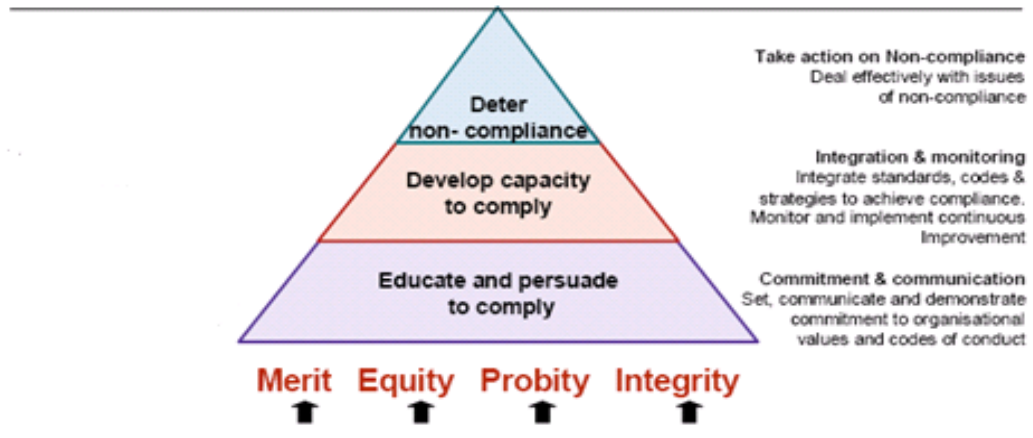 Deter
non- compliance
Take action on Non-compliance
Deal effectively with issues
of non-compliance
Develop capacity
to comply
Integration & monitoring
Integrate standards, codes &
strategies to achieve compliance.
Monitor and implement continuous
Improvement
Educate and persuade
to comply
Commitment & communication
Set, communicate and demonstrate
commitment to organisational
values and codes of conduct
Merit Equity Probity Integrity